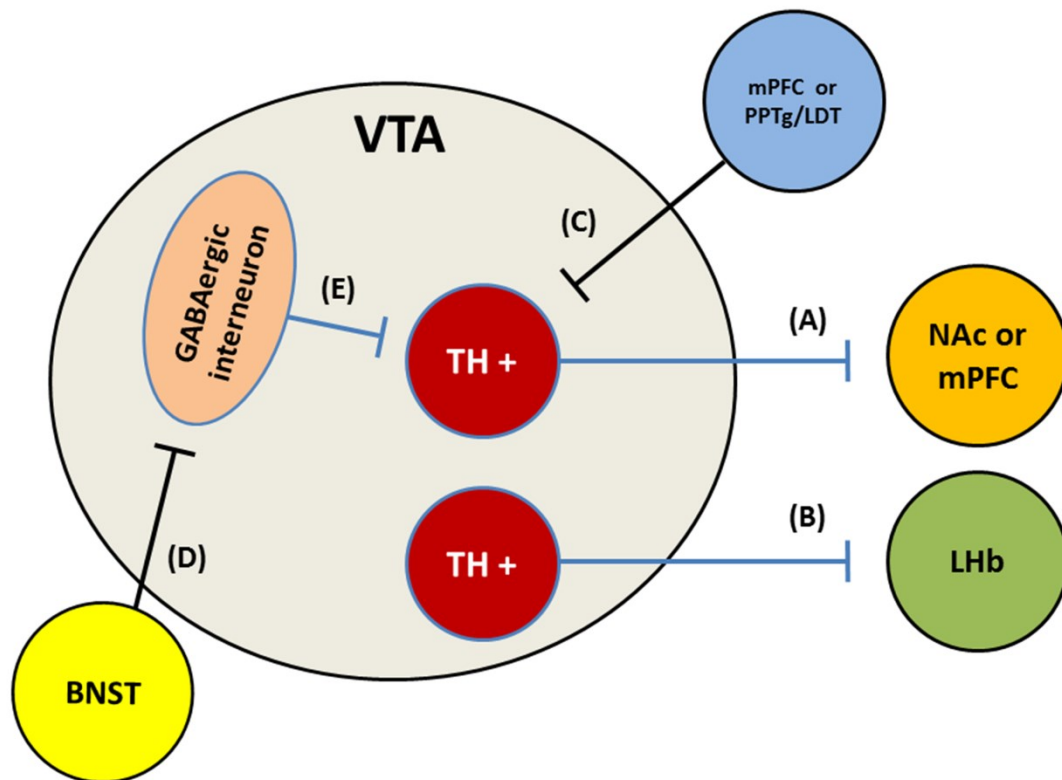 mPFC or
PPTg/LDT
VTA
GABAergic
interneuron
(C)
(E)
(A)
TH +
NAc or
mPFC
(B)
TH +
LHb
(D)
BNST